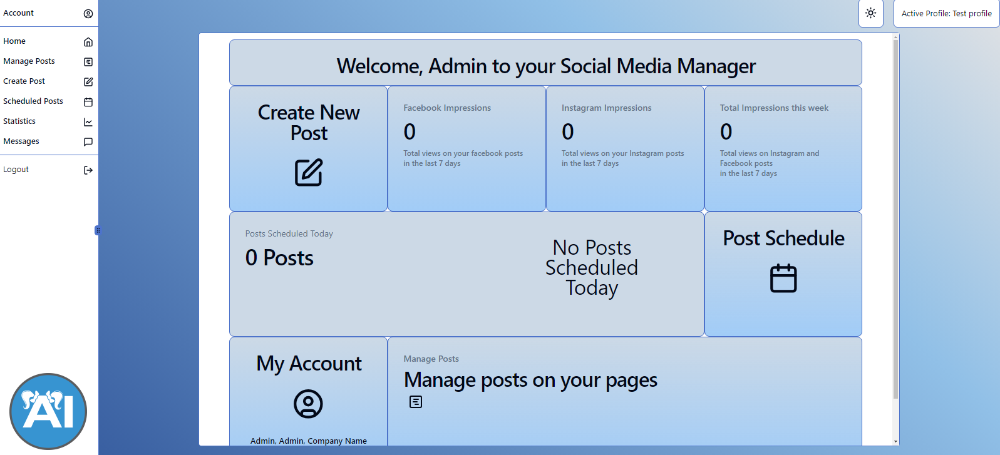 Account
Home
Manage Posts
Create Post
Scheduled Posts
Statistics
Messages
Logout
AI
Active Profile: Test profile
Welcome, Admin to your Social Media Manager
Create New
Post
Facebook Impressions
0
Total views on your facebook posts
in the last 7 days
Instagram Impressions
0
Total views on your Instagram posts
in the last 7 days
Total Impressions this week
0
Total views on Instagram and
Facebook posts
in the last 7 days
Posts Scheduled Today
0 Posts
No Posts
Scheduled
Today
Post Schedule
My Account
Admin, Admin, Company Name
Manage Posts
Manage posts on your pages